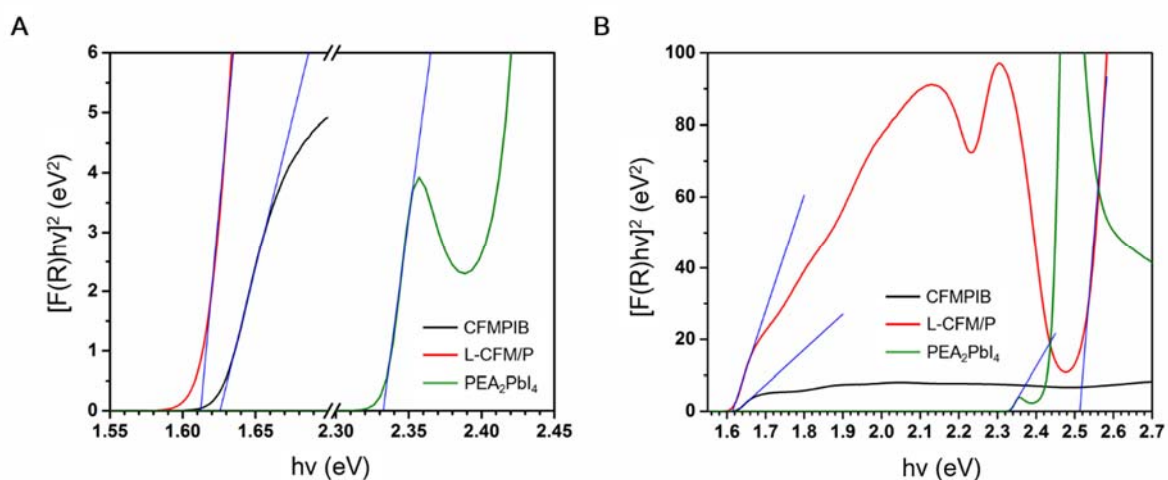 A
[F(R)hv]² (eV²)
6
5
4
3
2
1
0
1.55 1.60 1.65 2.30 2.35 2.40 2.45
hv (eV)
CFMPIB
L-CFM/P
PEA₂PbI₄
B
[F(R)hv]² (eV²)
100
80
60
40
20
0
1.6 1.7 1.8 1.9 2.0 2.1 2.2 2.3 2.4 2.5 2.6 2.7
hv (eV)
CFMPIB
L-CFM/P
PEA₂PbI₄